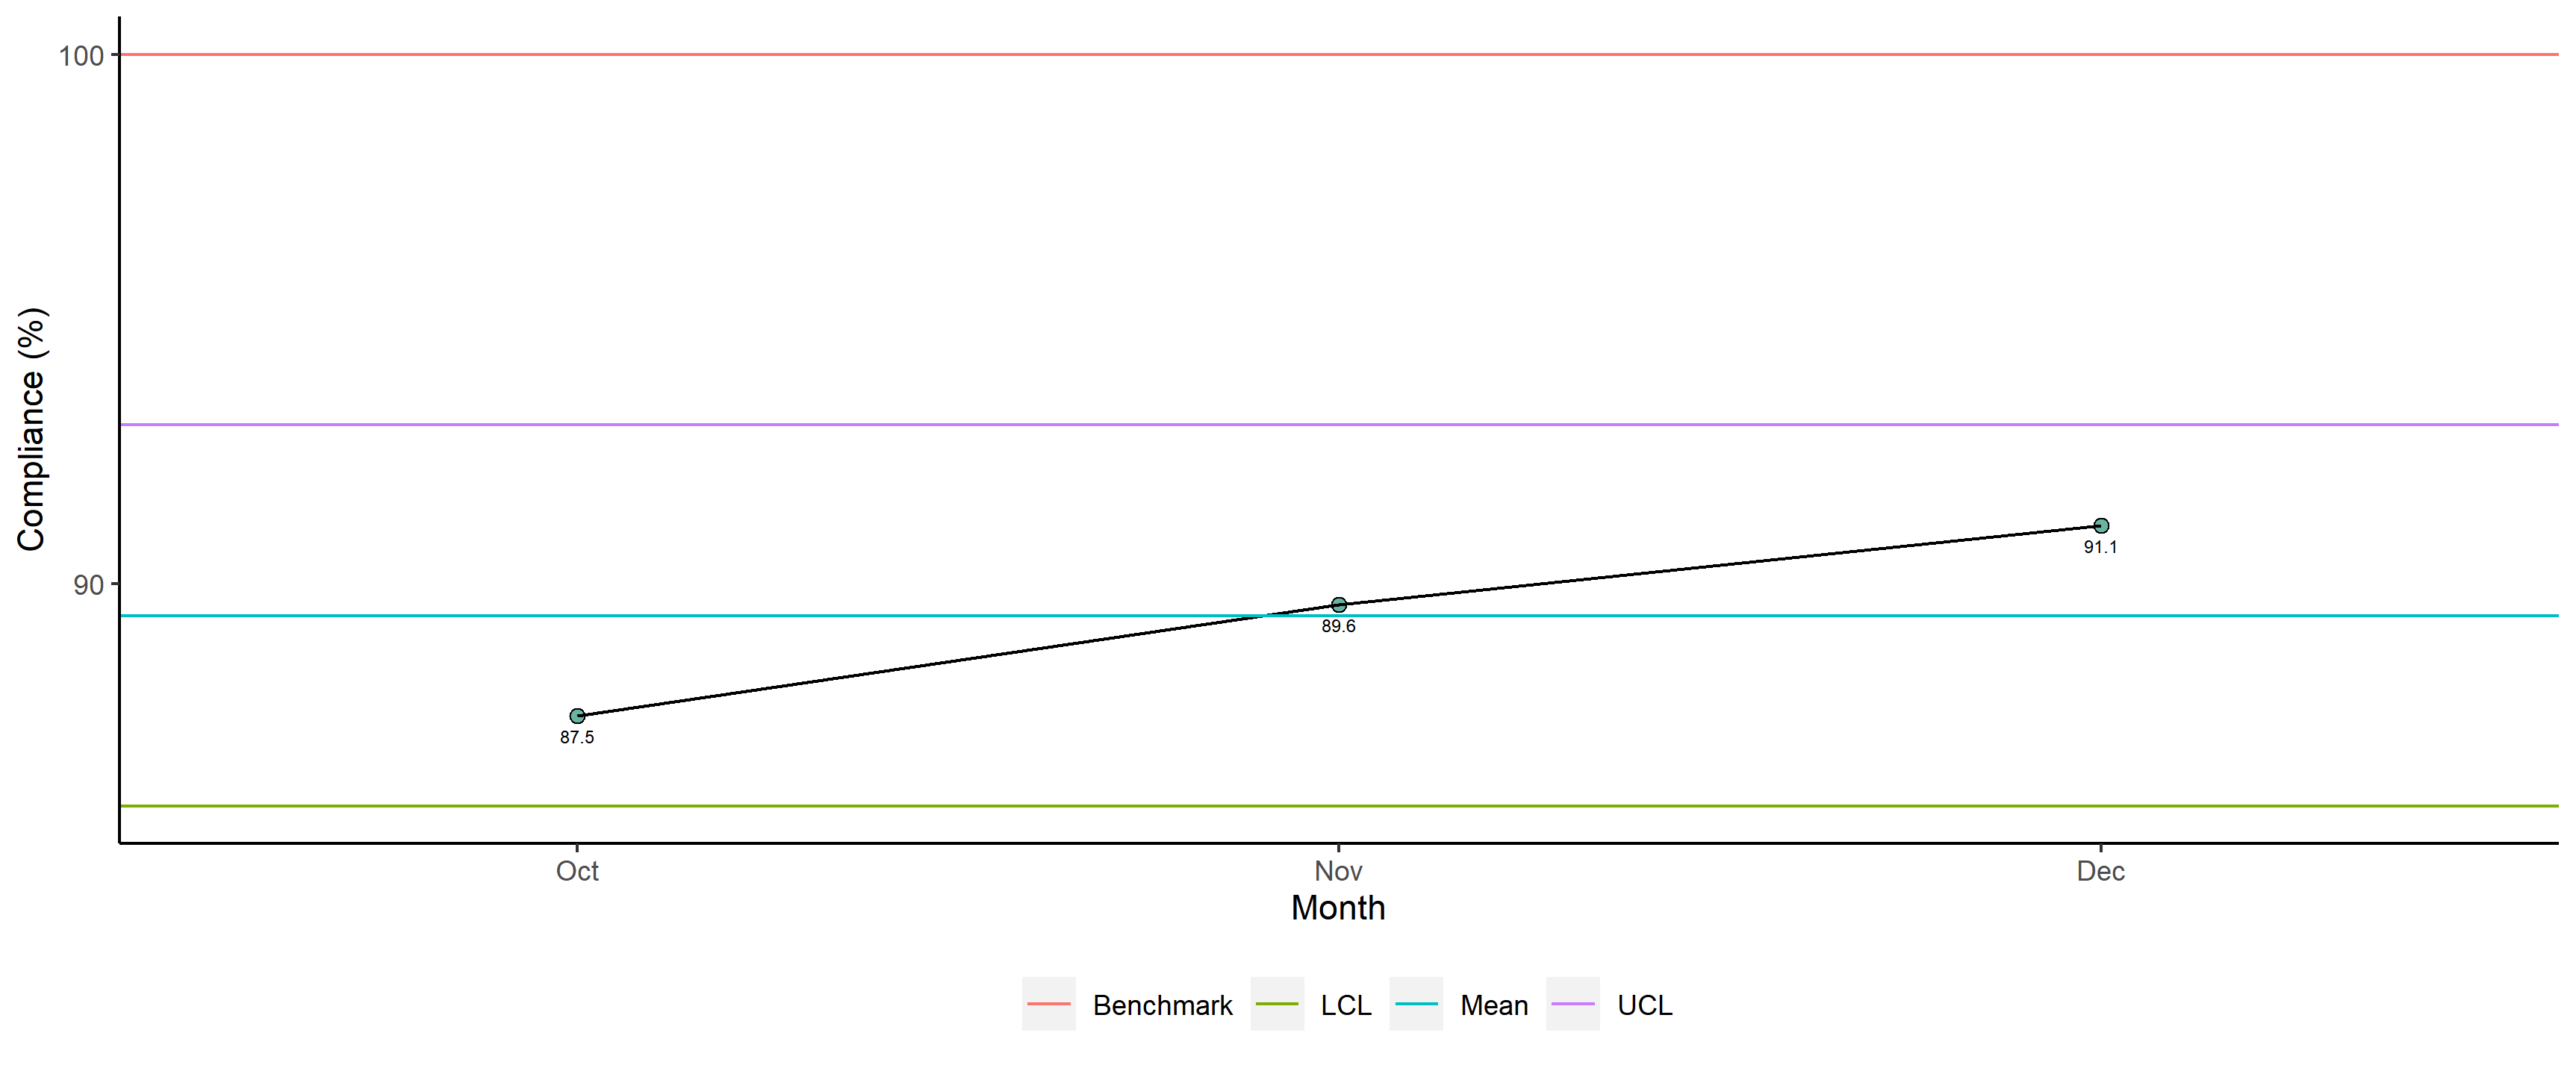 Compliance (%)
100
90
87.5
89.6
91.1
Oct Nov Dec
Month
Benchmark LCL Mean UCL